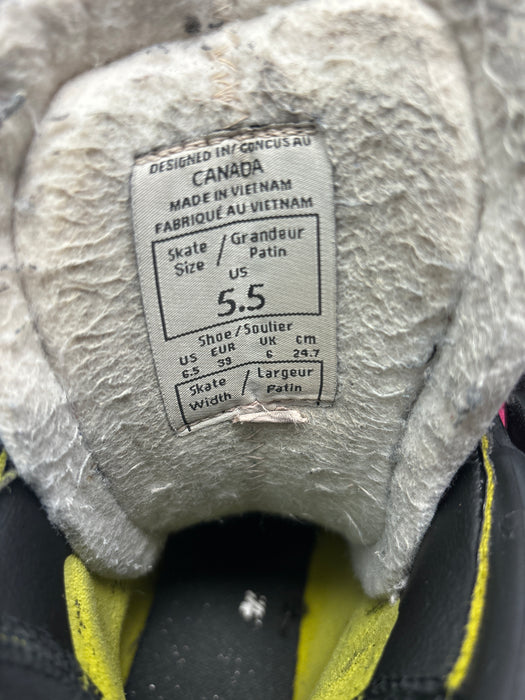 DESIGNED IN/CONCUS AU
CANADA
MADE IN VIETNAM
FABRIQUÉ AU VIETNAM
Skate Size / Grandeur Patin
US
5.5
Shoe/Soulier
US EUR UK cm
6.5 39 6 24.7
Skate Width / Largeur Patin